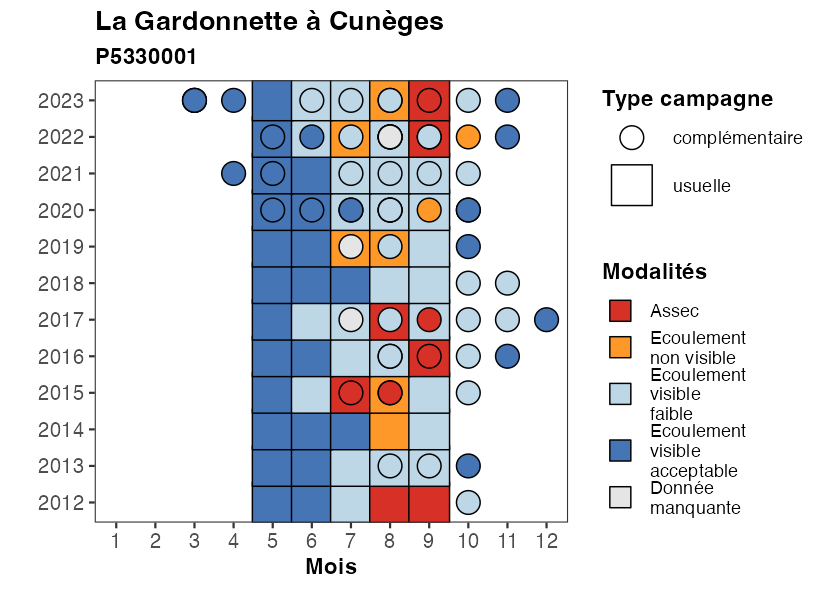 La Gardonnette à Cunèges
P5330001
2023
2022
2021
2020
2019
2018
2017
2016
2015
2014
2013
2012
1 2 3 4 5 6 7 8 9 10 11 12
Mois
Type campagne
complémentaire
usuelle
Modalités
Assec
Ecoulement
non visible
Ecoulement
visible
faible
Ecoulement
visible
acceptable
Donnée
manquante